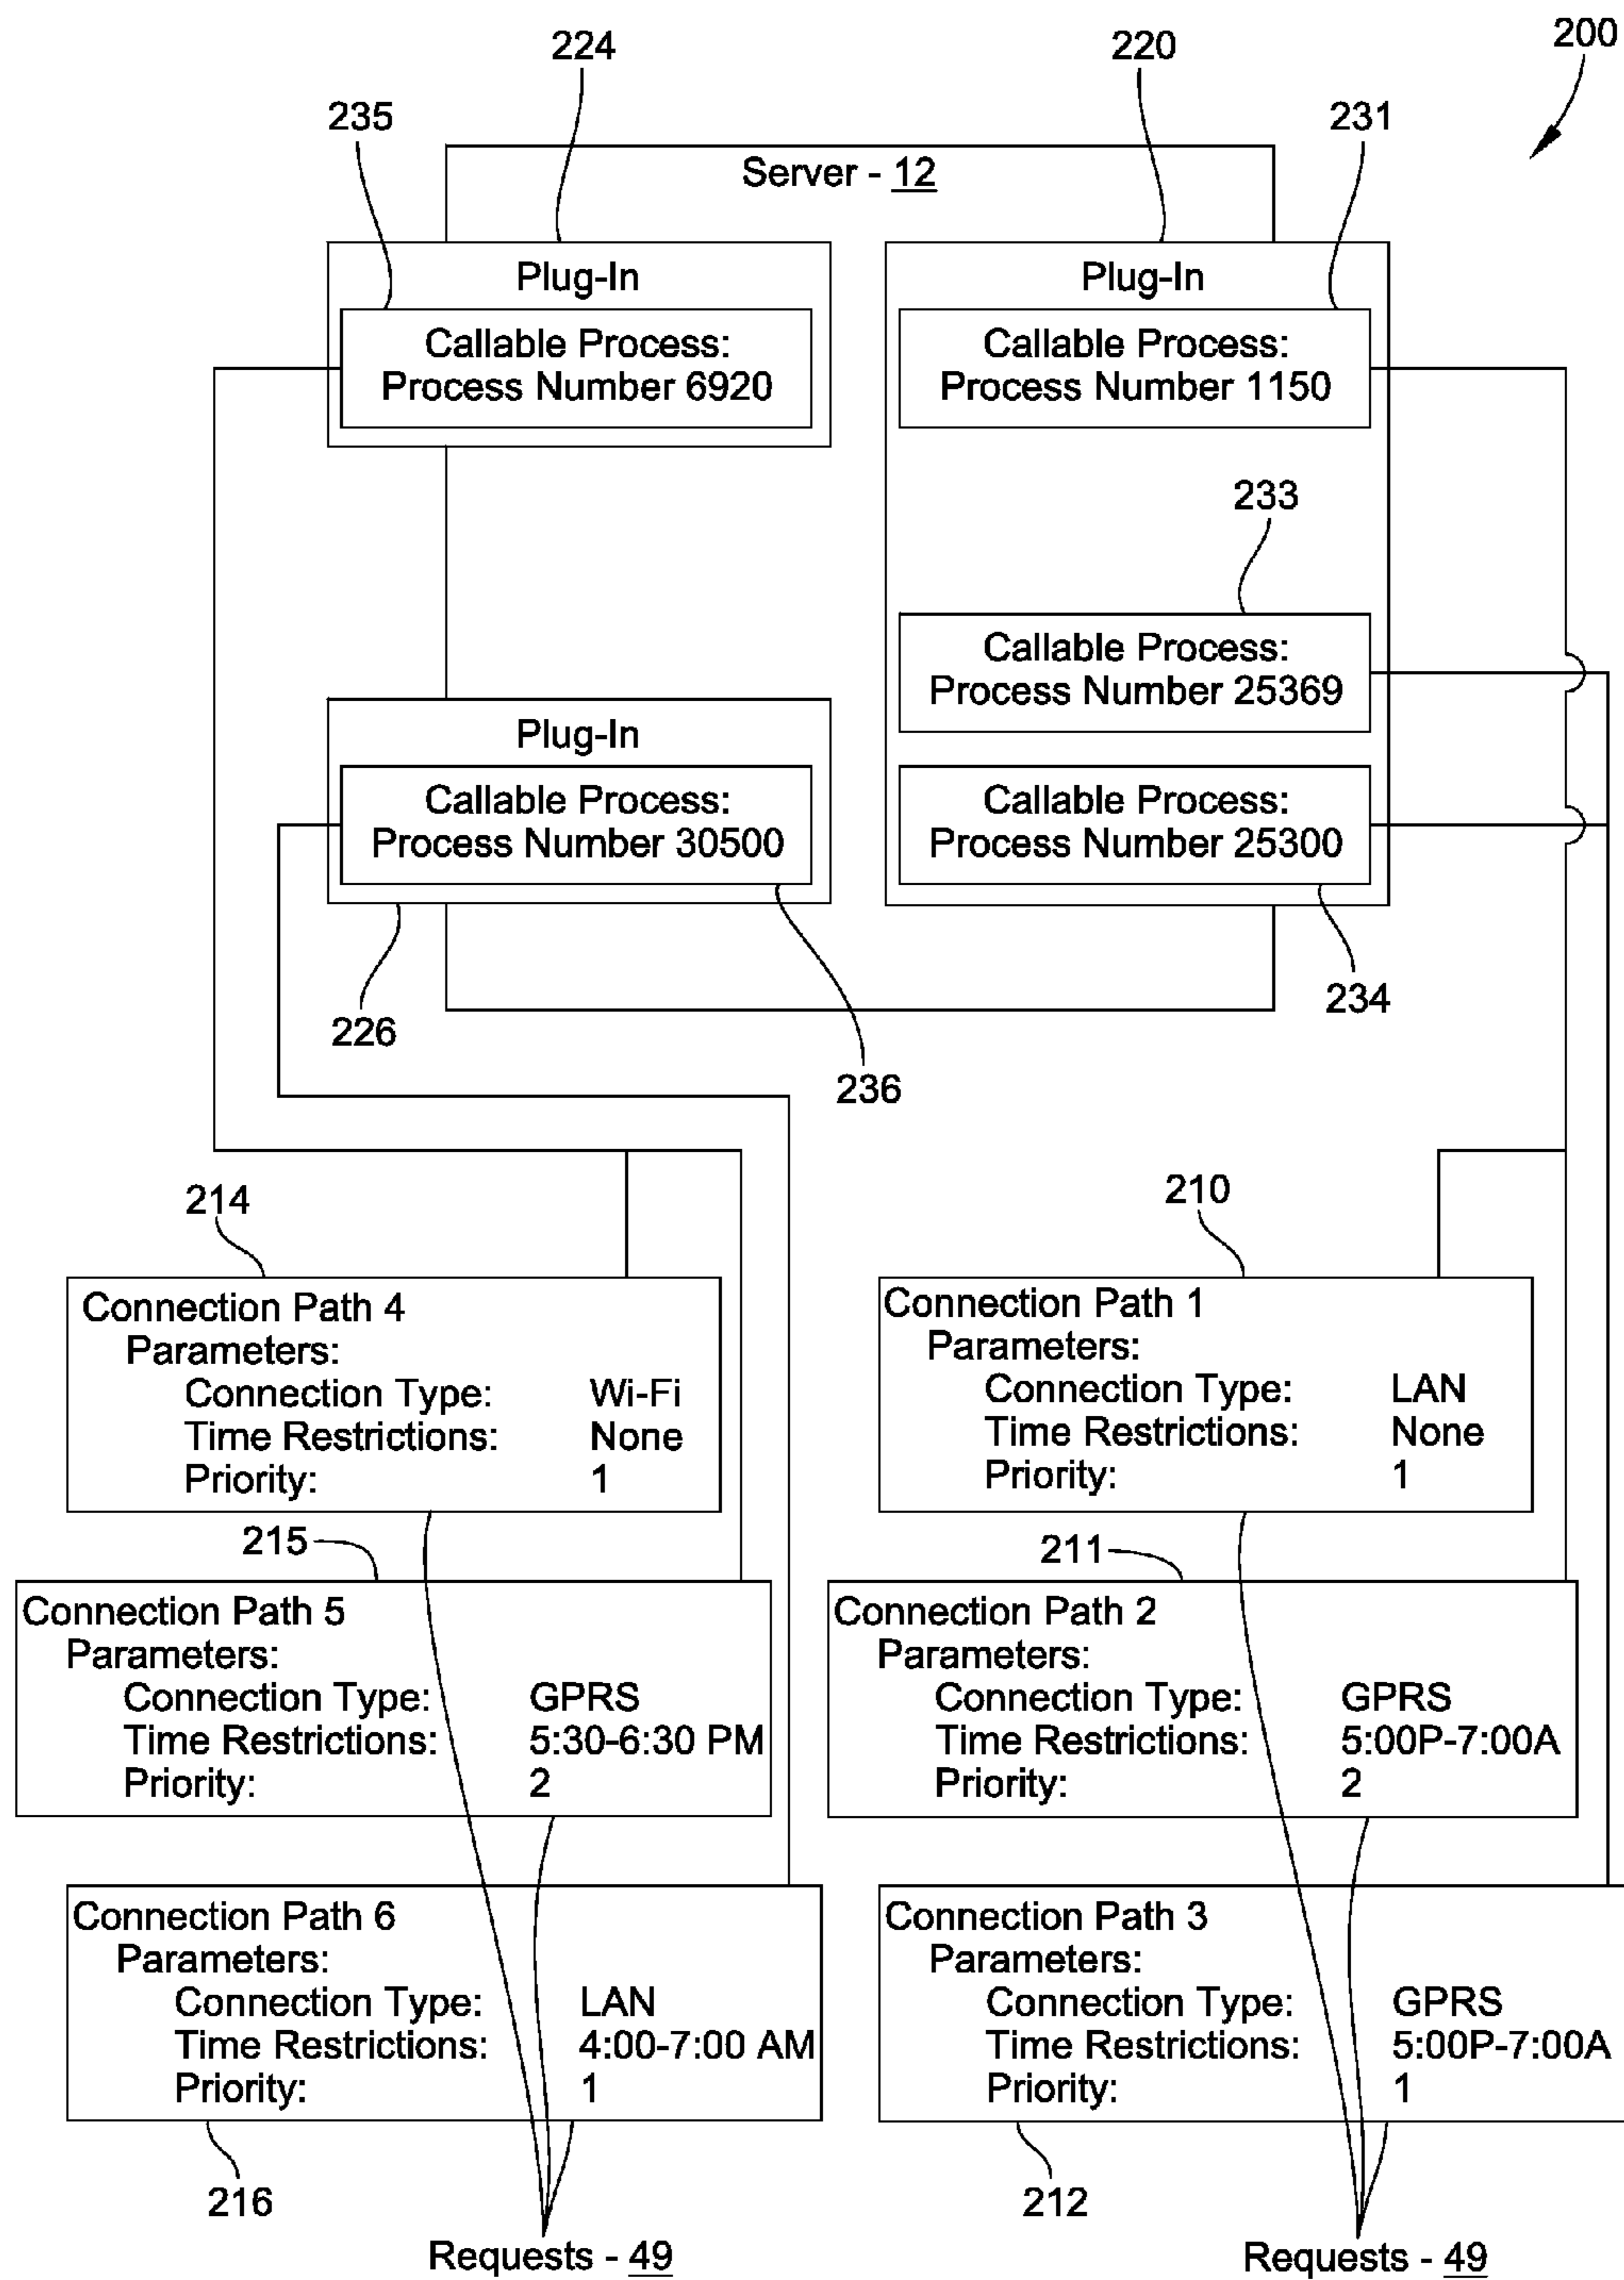 200
224
220
235
231
Server - 12
Plug-In
Callable Process:
Process Number 6920
Plug-In
Callable Process:
Process Number 1150
233
Callable Process:
Process Number 25369
Plug-In
Callable Process:
Process Number 30500
Callable Process:
Process Number 25300
234
226
236
214
210
Connection Path 4
Parameters:
Connection Type: Wi-Fi
Time Restrictions: None
Priority: 1
Connection Path 1
Parameters:
Connection Type: LAN
Time Restrictions: None
Priority: 1
215
211
Connection Path 5
Parameters:
Connection Type: GPRS
Time Restrictions: 5:30-6:30 PM
Priority: 2
Connection Path 2
Parameters:
Connection Type: GPRS
Time Restrictions: 5:00P-7:00A
Priority: 2
Connection Path 6
Parameters:
Connection Type: LAN
Time Restrictions: 4:00-7:00 AM
Priority: 1
Connection Path 3
Parameters:
Connection Type: GPRS
Time Restrictions: 5:00P-7:00A
Priority: 1
216
212
Requests - 49
Requests - 49